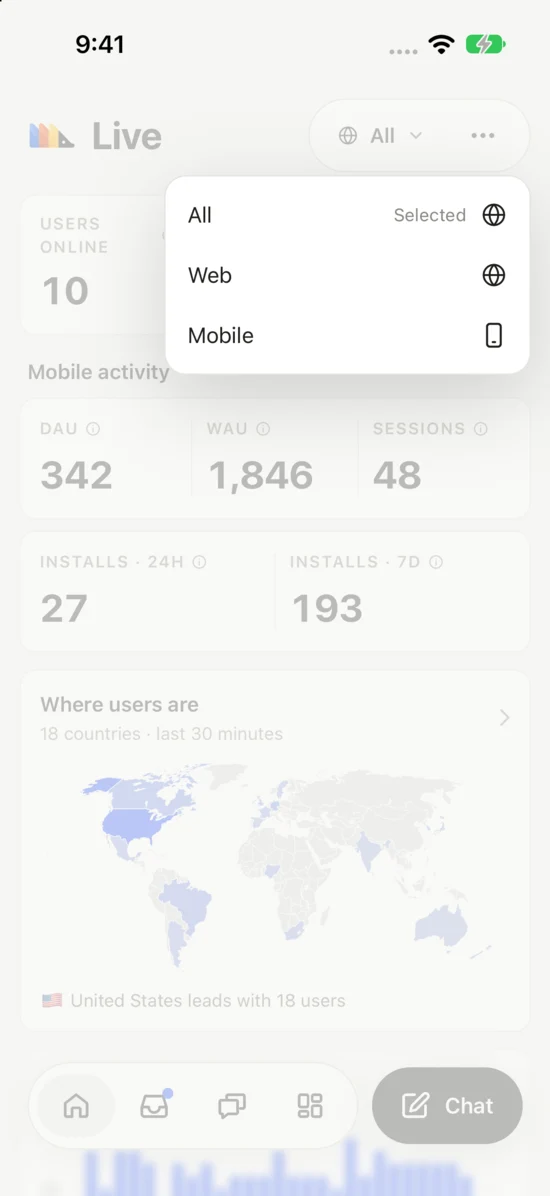 9:41
Live
All
All
Selected
Web
Mobile
USERS
ONLINE
10
Mobile activity
DAU
WAU
SESSIONS
342
1,846
48
INSTALLS · 24H
INSTALLS · 7D
27
193
Where users are
18 countries · last 30 minutes
United States leads with 18 users
Chat